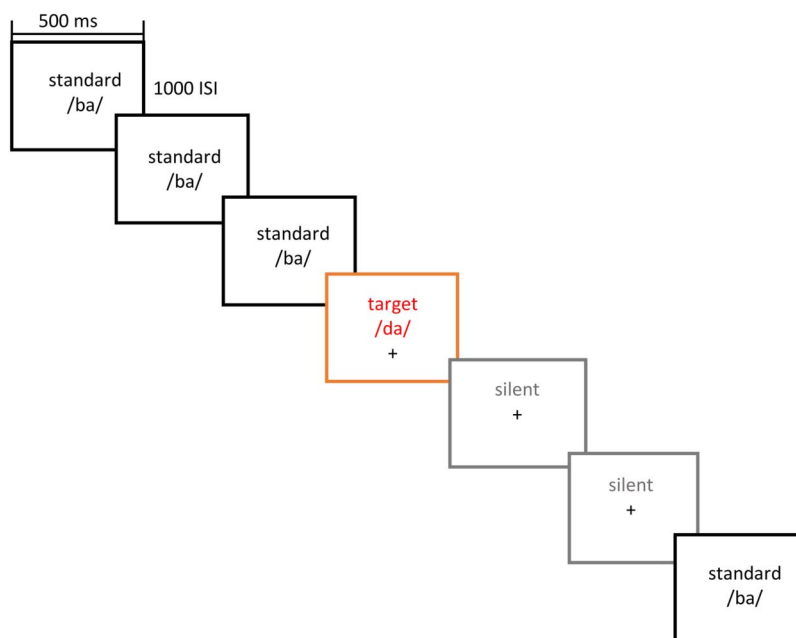 500 ms
standard
/ba/
1000 ISI
standard
/ba/
standard
/ba/
target
/da/
+
silent
+
silent
+
standard
/ba/